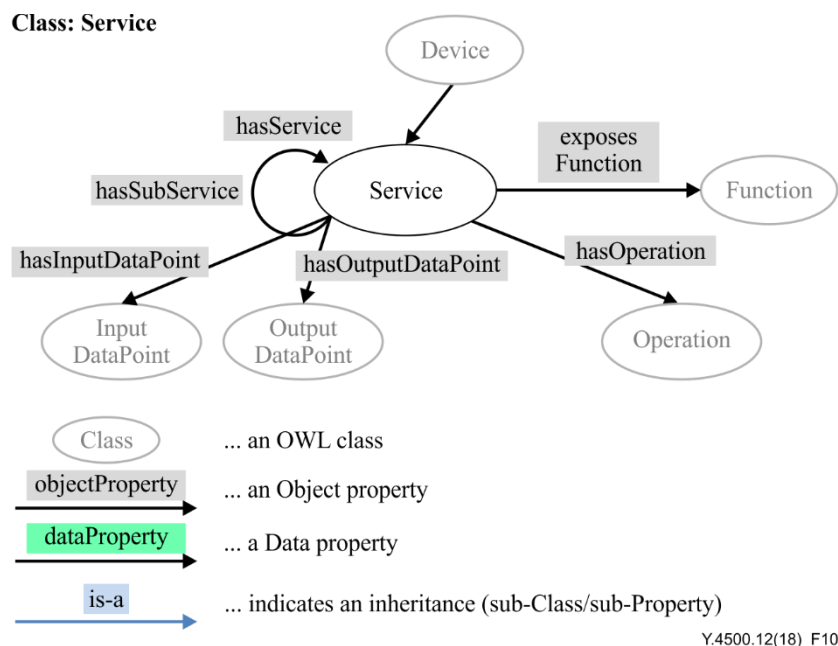 Class: Service
Device
hasService
exposes
Function
hasSubService
Service
Function
hasInputDataPoint
hasOutputDataPoint
hasOperation
Input
DataPoint
Output
DataPoint
Operation
Class
... an OWL class
objectProperty
... an Object property
dataProperty
... a Data property
is-a
... indicates an inheritance (sub-Class/sub-Property)
Y.4500.12(18)_F10